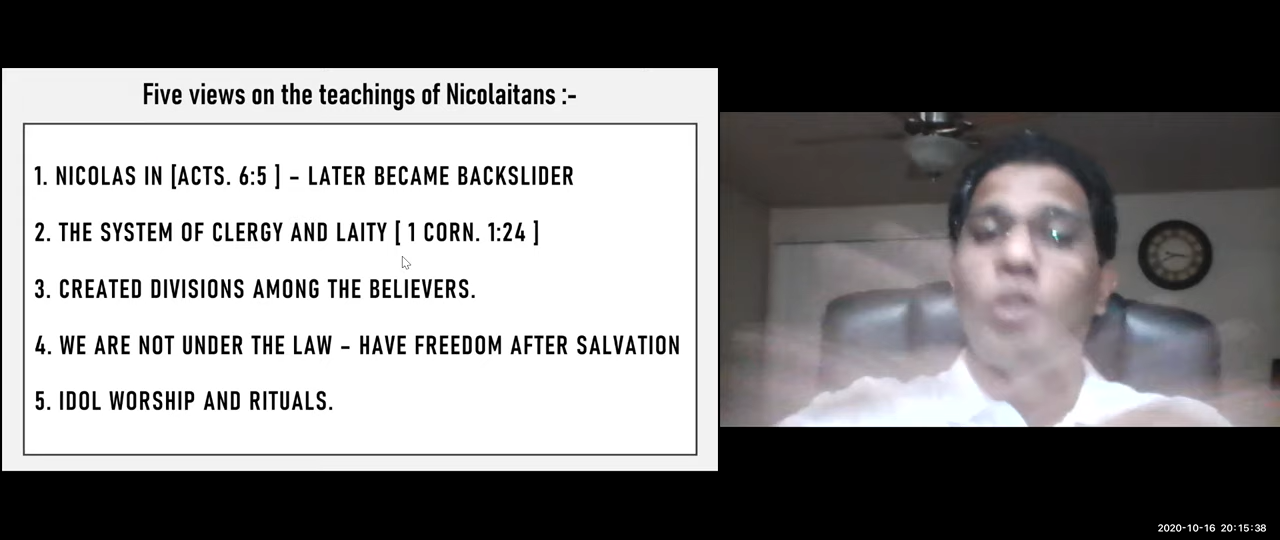 Five views on the teachings of Nicolaitans :-
1. NICOLAS IN [ACTS. 6:5 ] – LATER BECAME BACKSLIDER
2. THE SYSTEM OF CLERGY AND LAITY [ 1 CORN. 1:24 ]
3. CREATED DIVISIONS AMONG THE BELIEVERS.
4. WE ARE NOT UNDER THE LAW – HAVE FREEDOM AFTER SALVATION
5. IDOL WORSHIP AND RITUALS.
2020-10-16 20:15:38